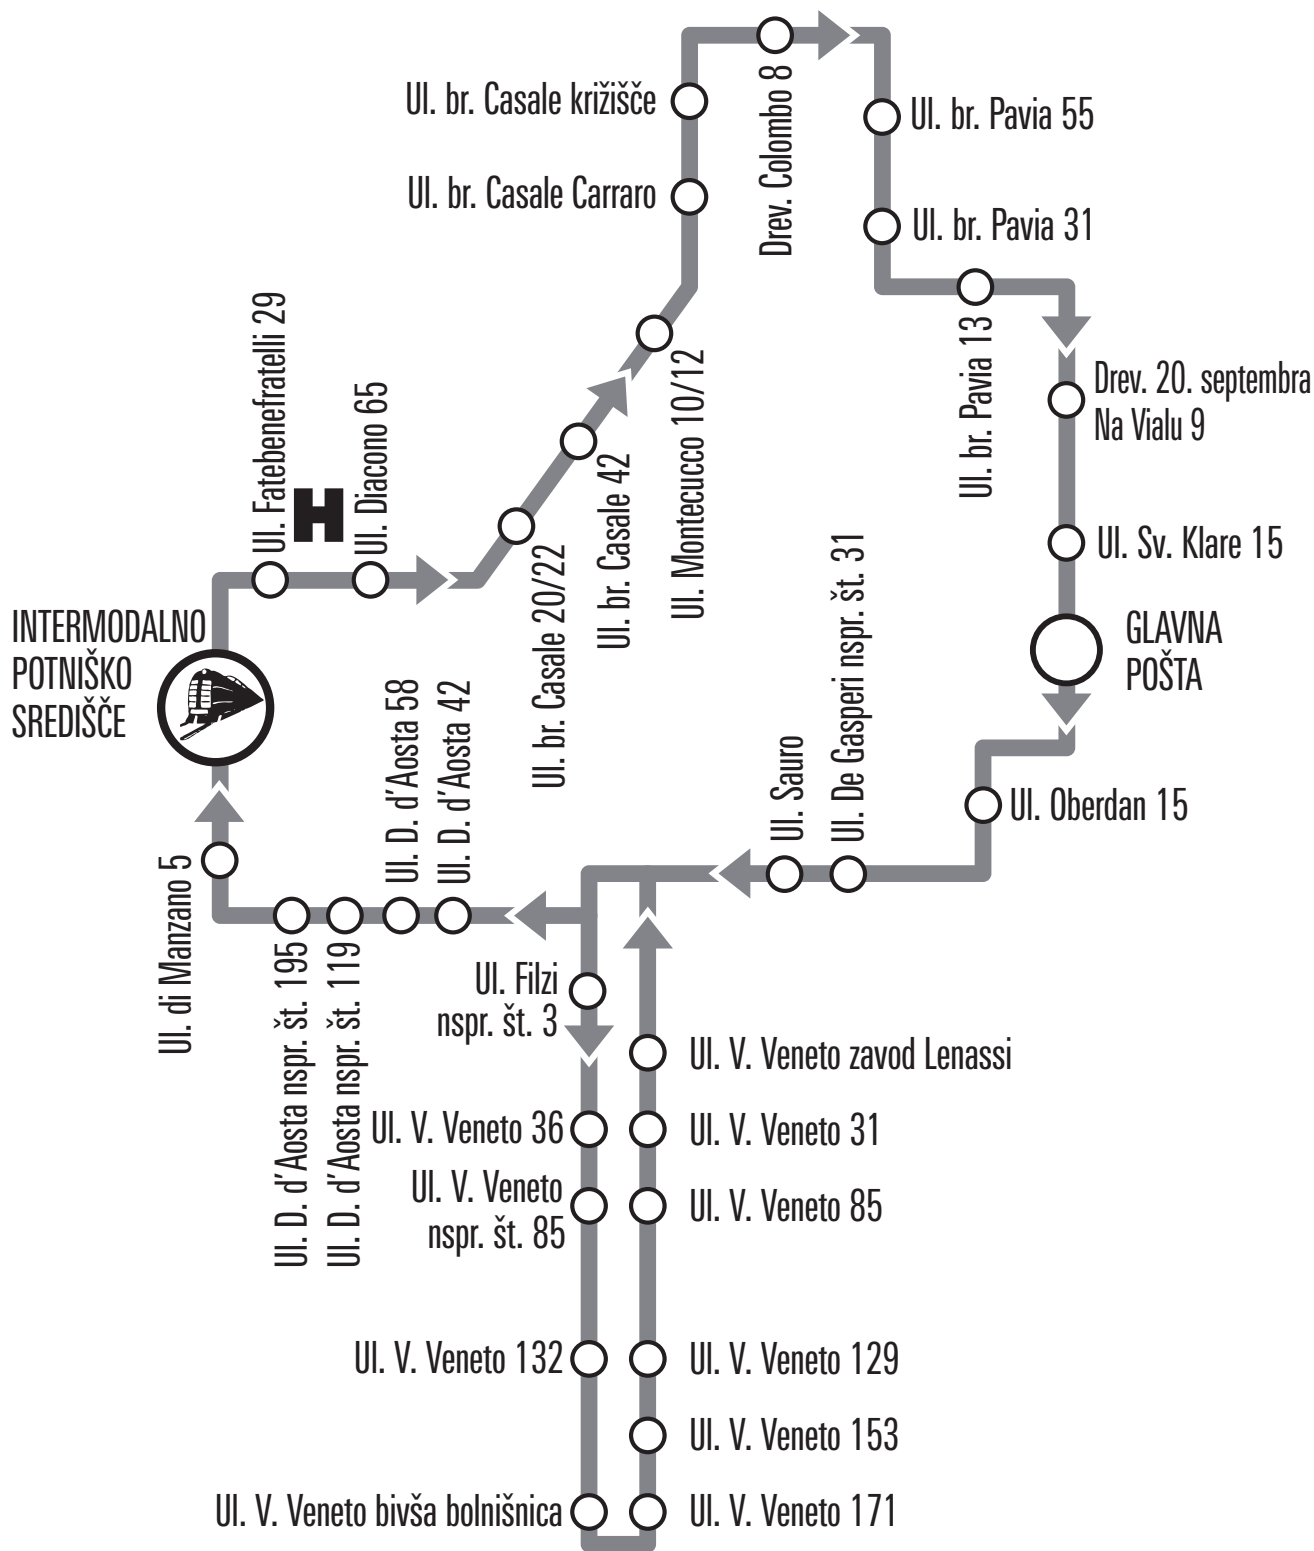 Drev. Colombo 8
Ul. br. Casale križišče
Ul. br. Pavia 55
Ul. br. Casale Carraro
Ul. br. Pavia 31
Ul. br. Pavia 13
Drev. 20. septembra
Na Vialu 9
Ul. Fatebenefratelli 29
H
Ul. Diacono 65
Ul. br. Casale 20/22
Ul. br. Casale 42
Ul. Montecucco 10/12
Ul. Sv. Klare 15
INTERMODALNO
POTNIŠKO
SREDIŠČE
GLAVNA
POŠTA
Ul. D. d'Aosta 58
Ul. D. d'Aosta 42
Ul. Sauro
Ul. De Gasperi nspr. št. 31
Ul. Oberdan 15
Ul. di Manzano 5
Ul. D. d'Aosta nspr. št. 195
Ul. D. d'Aosta nspr. št. 119
Ul. Filzi
nspr. št. 3
Ul. V. Veneto zavod Lenassi
Ul. V. Veneto 36
Ul. V. Veneto 31
Ul. V. Veneto
nspr. št. 85
Ul. V. Veneto 85
Ul. V. Veneto 132
Ul. V. Veneto 129
Ul. V. Veneto 153
Ul. V. Veneto bivša bolnišnica
Ul. V. Veneto 171